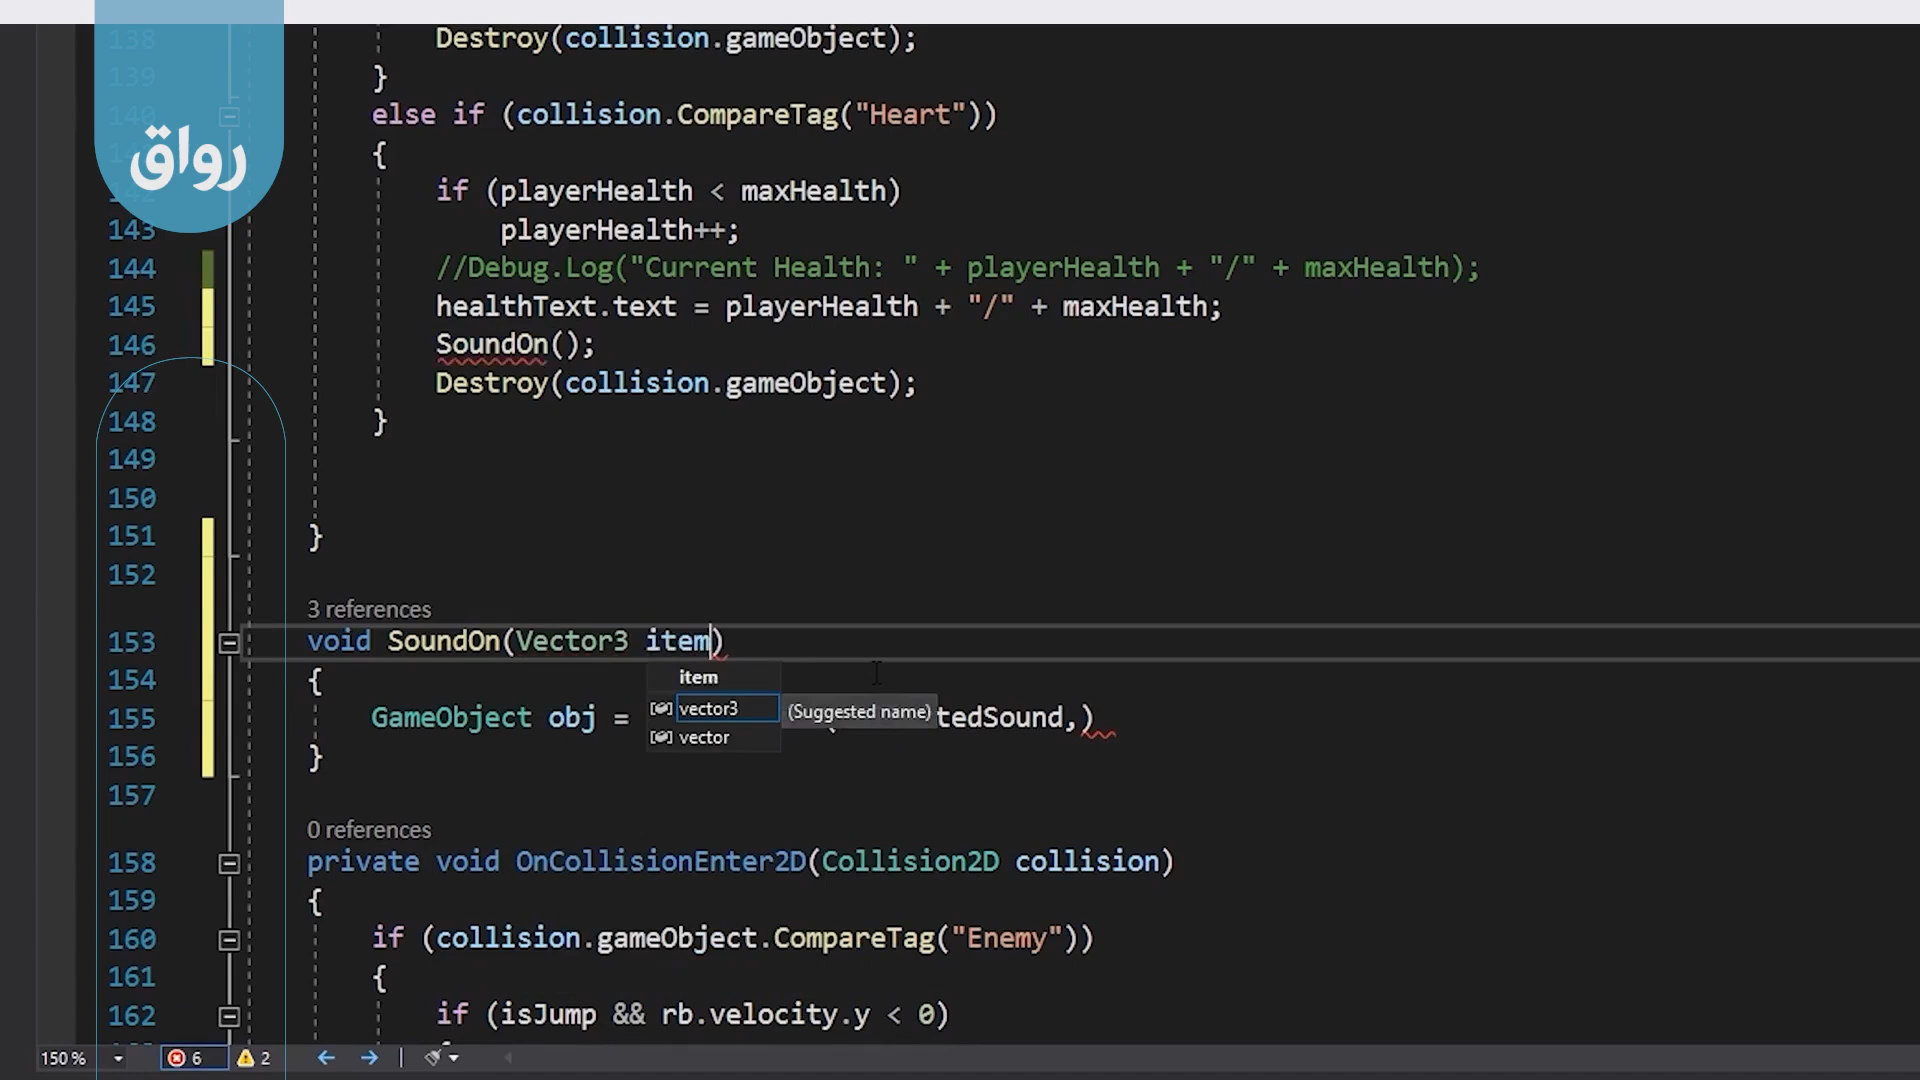 138 Destroy(collision.gameObject);
139 }
140 else if (collision.CompareTag("Heart"))
رواق
{
142 if (playerHealth < maxHealth)
143 playerHealth++;
144 //Debug.Log("Current Health: " + playerHealth + "/" + maxHealth);
145 healthText.text = playerHealth + "/" + maxHealth;
146 SoundOn();
147 Destroy(collision.gameObject);
148 }
149
150
151 }
152
3 references
153 void SoundOn(Vector3 item)
154 {
item
155 GameObject obj = tedSound,)
vector3 (Suggested name)
vector
156 }
157
0 references
158 private void OnCollisionEnter2D(Collision2D collision)
159 {
160 if (collision.gameObject.CompareTag("Enemy"))
161 {
162 if (isJump && rb.velocity.y < 0)
150 % 6 2